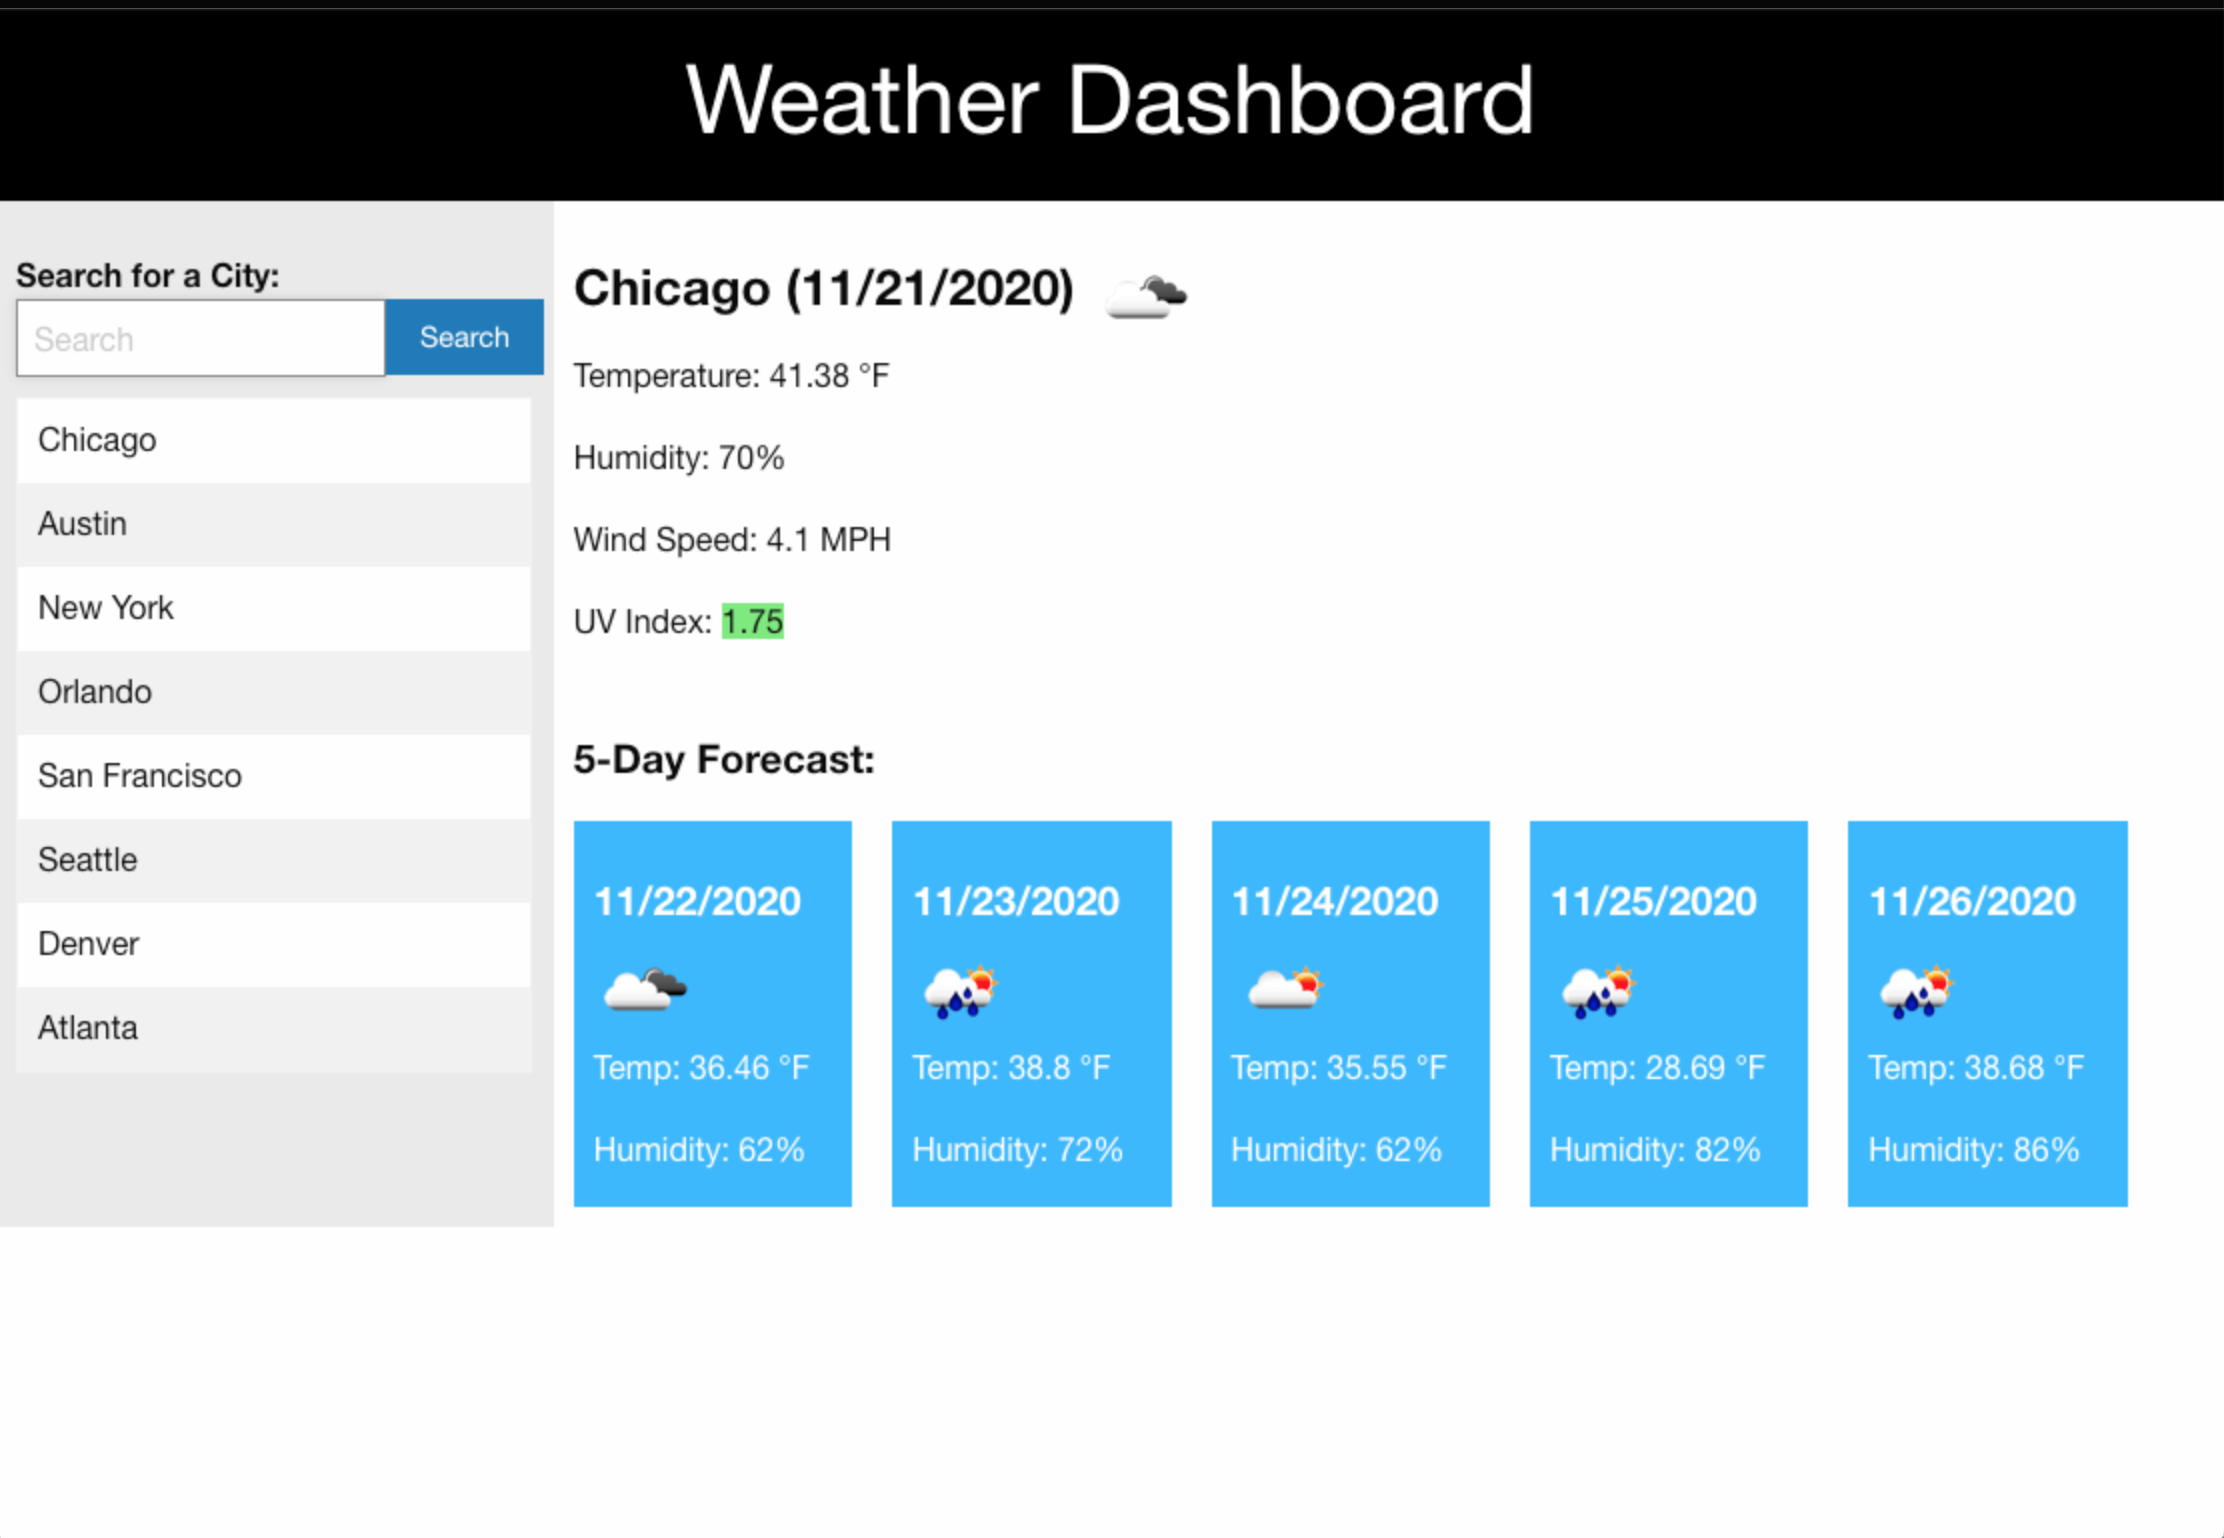 Weather Dashboard
Search for a City:
Search
Search
Chicago
Austin
New York
Orlando
San Francisco
Seattle
Denver
Atlanta
Chicago (11/21/2020)
Temperature: 41.38 °F
Humidity: 70%
Wind Speed: 4.1 MPH
UV Index: 1.75
5-Day Forecast:
11/22/2020
Temp: 36.46 °F
Humidity: 62%
11/23/2020
Temp: 38.8 °F
Humidity: 72%
11/24/2020
Temp: 35.55 °F
Humidity: 62%
11/25/2020
Temp: 28.69 °F
Humidity: 82%
11/26/2020
Temp: 38.68 °F
Humidity: 86%